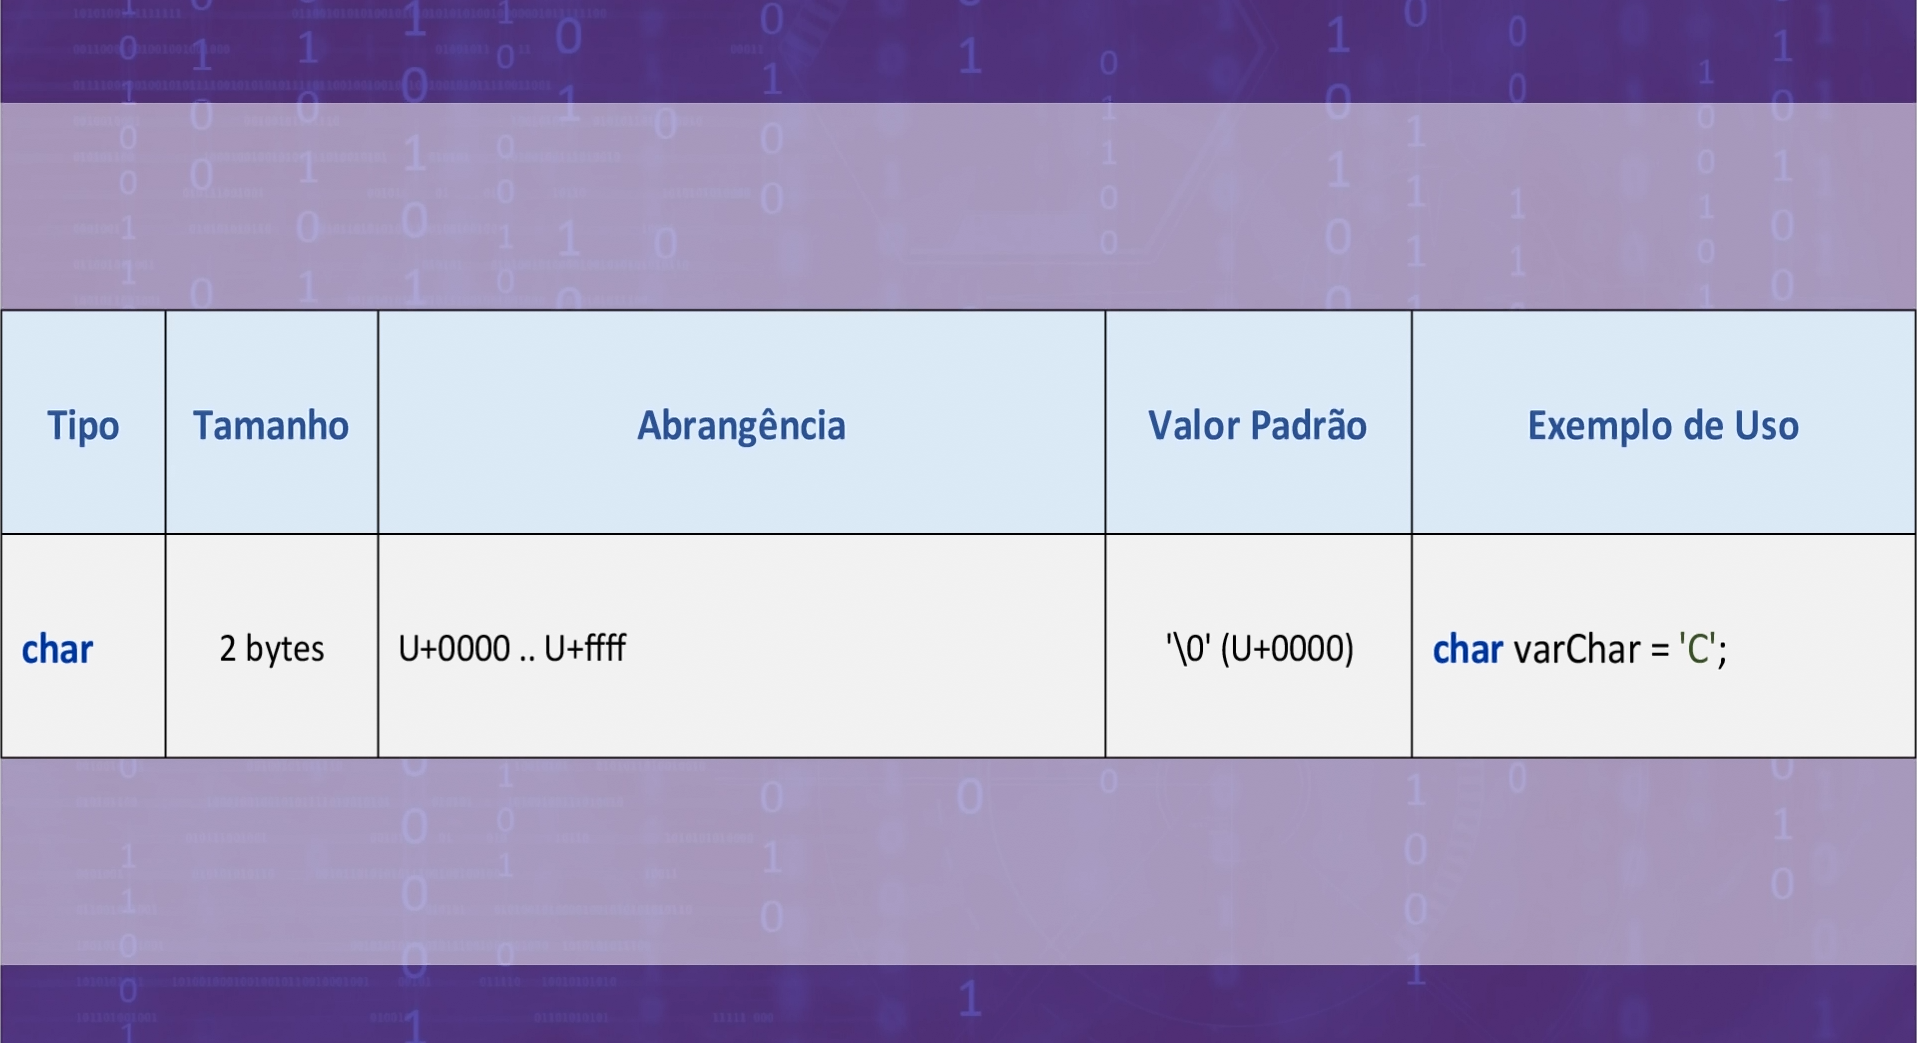 Tipo Tamanho Abrangência Valor Padrão Exemplo de Uso
char 2 bytes U+0000 .. U+ffff '\0' (U+0000) char varChar = 'C';